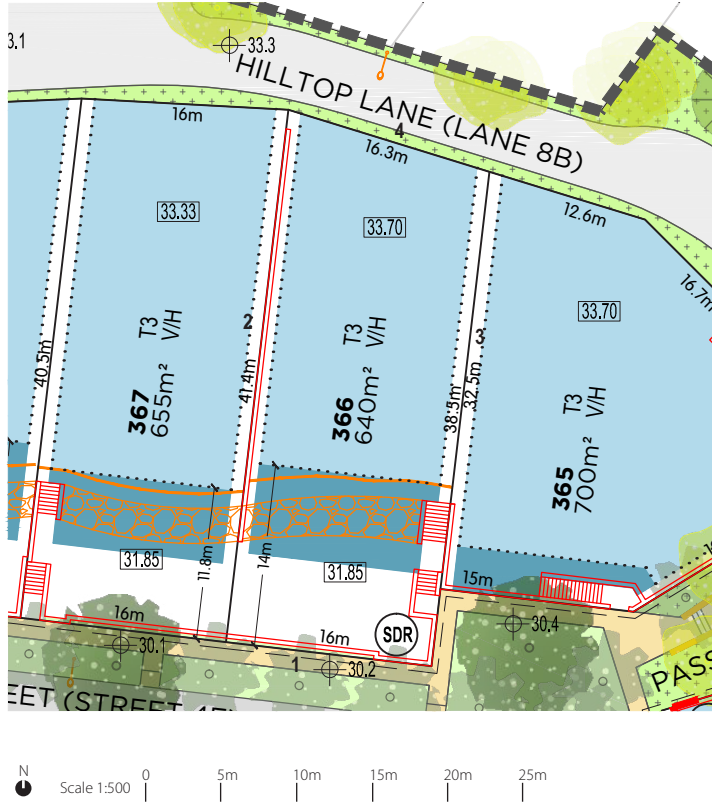 3.1
33.3
HILLTOP LANE (LANE 8B)
16m
4
16.3m
12.6m
16.7m
33.33
33.70
33.70
2
3
T3
V/H
T3
V/H
T3
V/H
40.5m
367
655m²
41.4m
366
640m²
38.5m
32.5m
365
700m²
31.85
11.8m
14m
31.85
15m
16m
16m
SDR
30.1
1
30.2
30.4
PASS
EET (STREET
N
Scale 1:500
0
5m
10m
15m
20m
25m